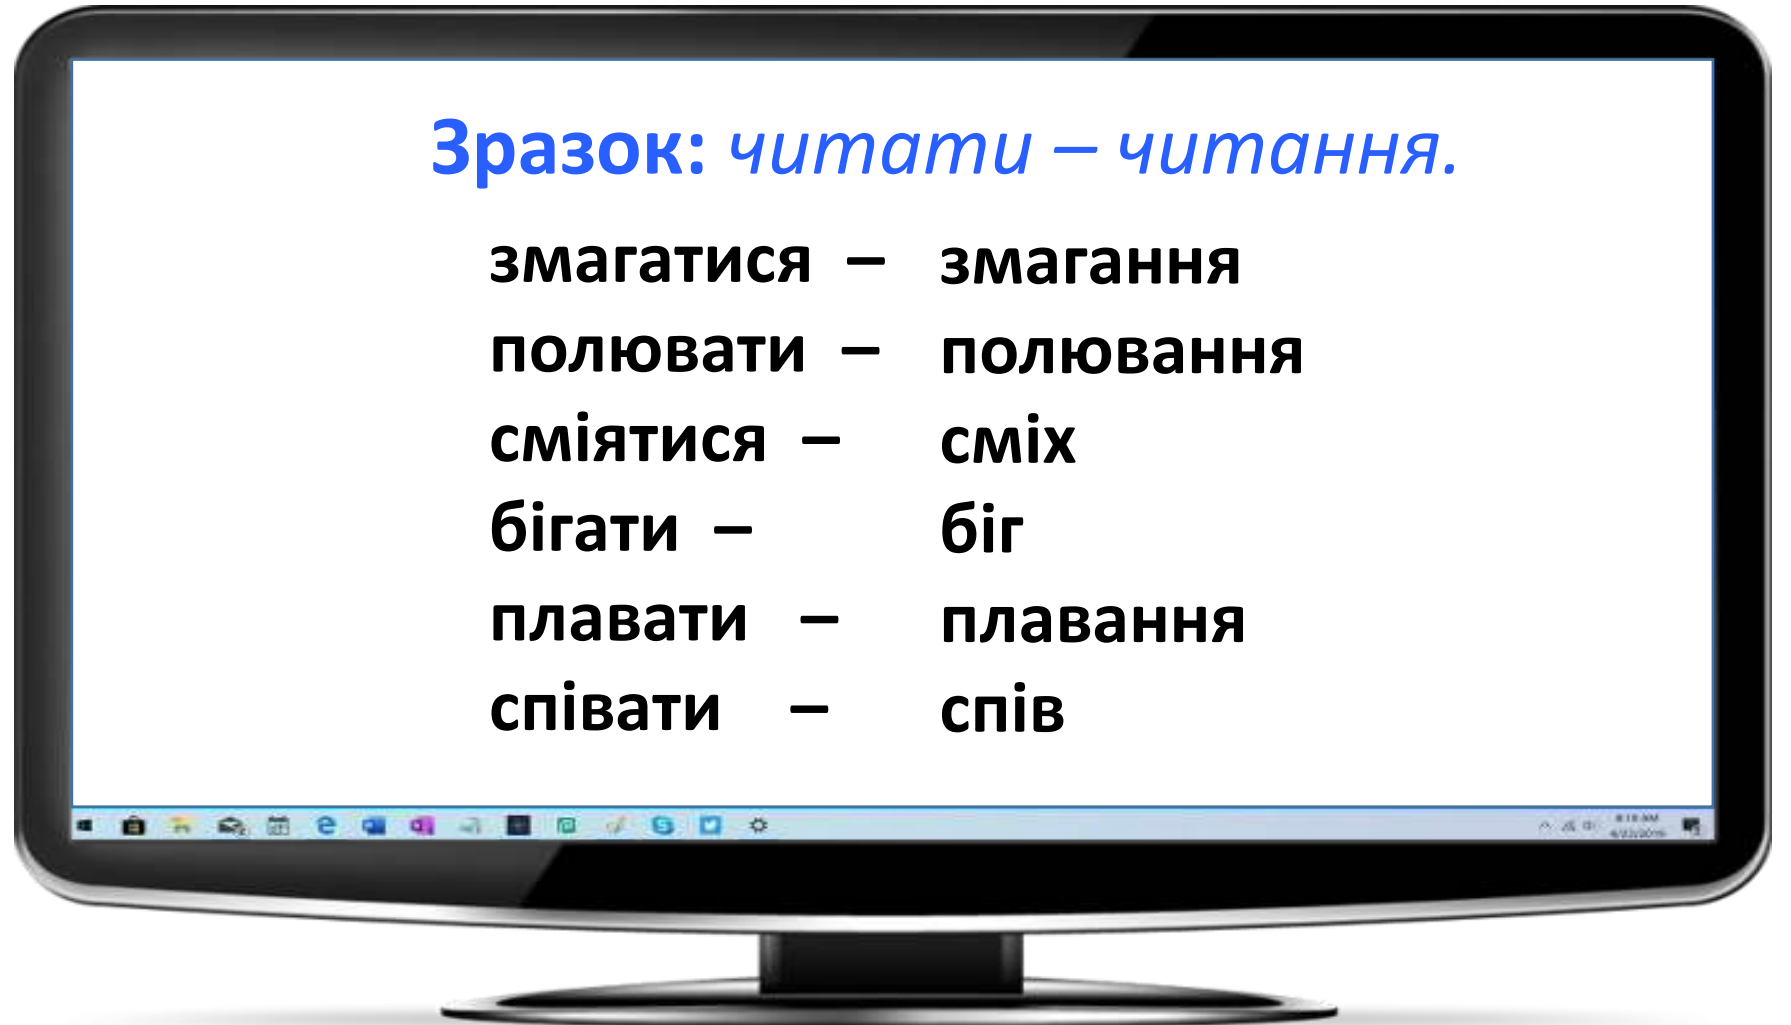 Зразок: читати – читання.
змагатися – змагання
полювати – полювання
сміятися – сміх
бігати – біг
плавати – плавання
співати – спів